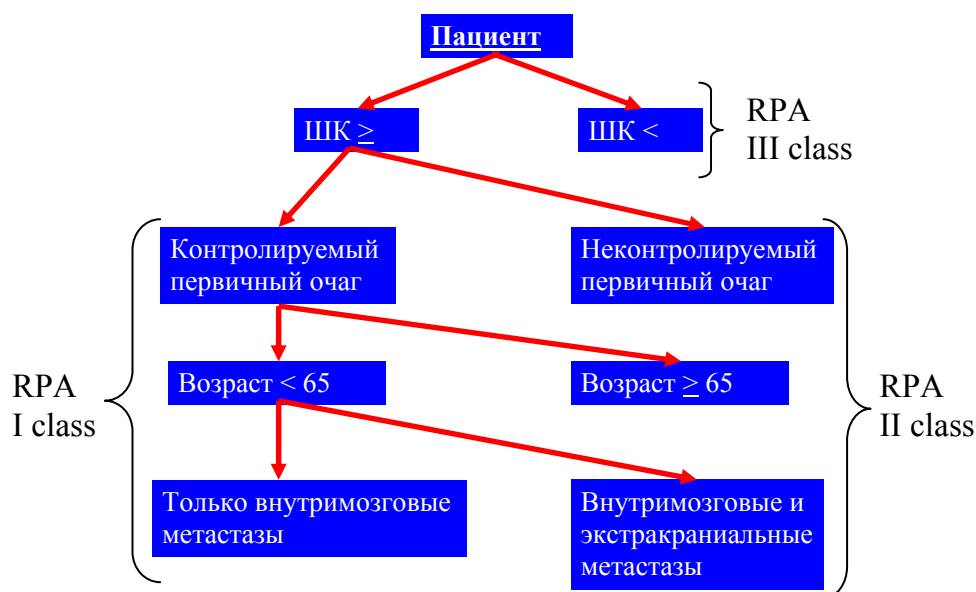 Пациент
ШК ≥
ШК <
RPA
III class
Контролируемый
первичный очаг
Неконтролируемый
первичный очаг
RPA
I class
Возраст < 65
Возраст ≥ 65
RPA
II class
Только внутримозговые
метастазы
Внутримозговые и
экстракраниальные
метастазы